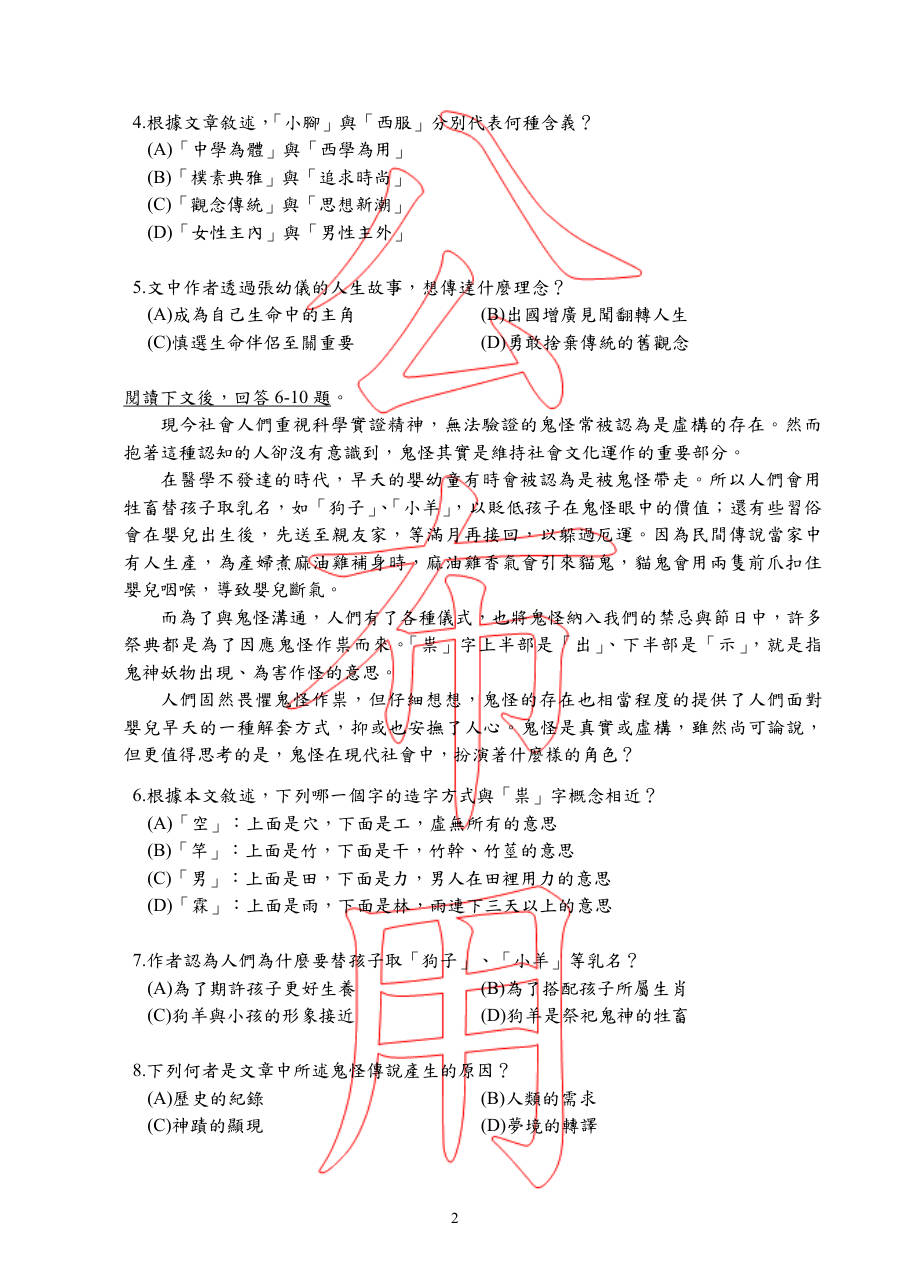 4.根據文章敘述，「小腳」與「西服」分別代表何種含義？
(A)「中學為體」與「西學為用」
(B)「樸素典雅」與「追求時尚」
(C)「觀念傳統」與「思想新潮」
(D)「女性主內」與「男性主外」
5.文中作者透過張幼儀的人生故事，想傳達什麼理念？
(A)成為自己生命中的主角 (B)出國增廣見聞翻轉人生
(C)慎選生命伴侶至關重要 (D)勇敢捨棄傳統的舊觀念
閱讀下文後，回答 6-10 題。
現今社會人們重視科學實證精神，無法驗證的鬼怪常被認為是虛構的存在。然而
抱著這種認知的人卻沒有意識到，鬼怪其實是維持社會文化運作的重要部分。
在醫學不發達的時代，早夭的嬰幼童有時會被認為是被鬼怪帶走。所以人們會用
牲畜替孩子取乳名，如「狗子」、「小羊」，以貶低孩子在鬼怪眼中的價值；還有些習俗
會在嬰兒出生後，先送至親友家，等滿月再接回，以躲過厄運。因為民間傳說當家中
有人生產，為產婦煮麻油雞補身時，麻油雞香氣會引來貓鬼，貓鬼會用兩隻前爪扣住
嬰兒咽喉，導致嬰兒斷氣。
而為了與鬼怪溝通，人們有了各種儀式，也將鬼怪納入我們的禁忌與節日中，許多
祭典都是為了因應鬼怪作祟而來。「祟」字上半部是「出」、下半部是「示」，就是指
鬼神妖物出現、為害作怪的意思。
人們固然畏懼鬼怪作祟，但仔細想想，鬼怪的存在也相當程度的提供了人們面對
嬰兒早夭的一種解套方式，抑或也安撫了人心。鬼怪是真實或虛構，雖然尚可論說，
但更值得思考的是，鬼怪在現代社會中，扮演著什麼樣的角色？
6.根據本文敘述，下列哪一個字的造字方式與「祟」字概念相近？
(A)「空」：上面是穴，下面是工，虛無所有的意思
(B)「竿」：上面是竹，下面是干，竹幹、竹莖的意思
(C)「男」：上面是田，下面是力，男人在田裡用力的意思
(D)「霖」：上面是雨，下面是林，雨連下三天以上的意思
7.作者認為人們為什麼要替孩子取「狗子」、「小羊」等乳名？
(A)為了期許孩子更好生養 (B)為了搭配孩子所屬生肖
(C)狗羊與小孩的形象接近 (D)狗羊是祭祀鬼神的牲畜
8.下列何者是文章中所述鬼怪傳說產生的原因？
(A)歷史的紀錄 (B)人類的需求
(C)神蹟的顯現 (D)夢境的轉譯
2
公
布
用